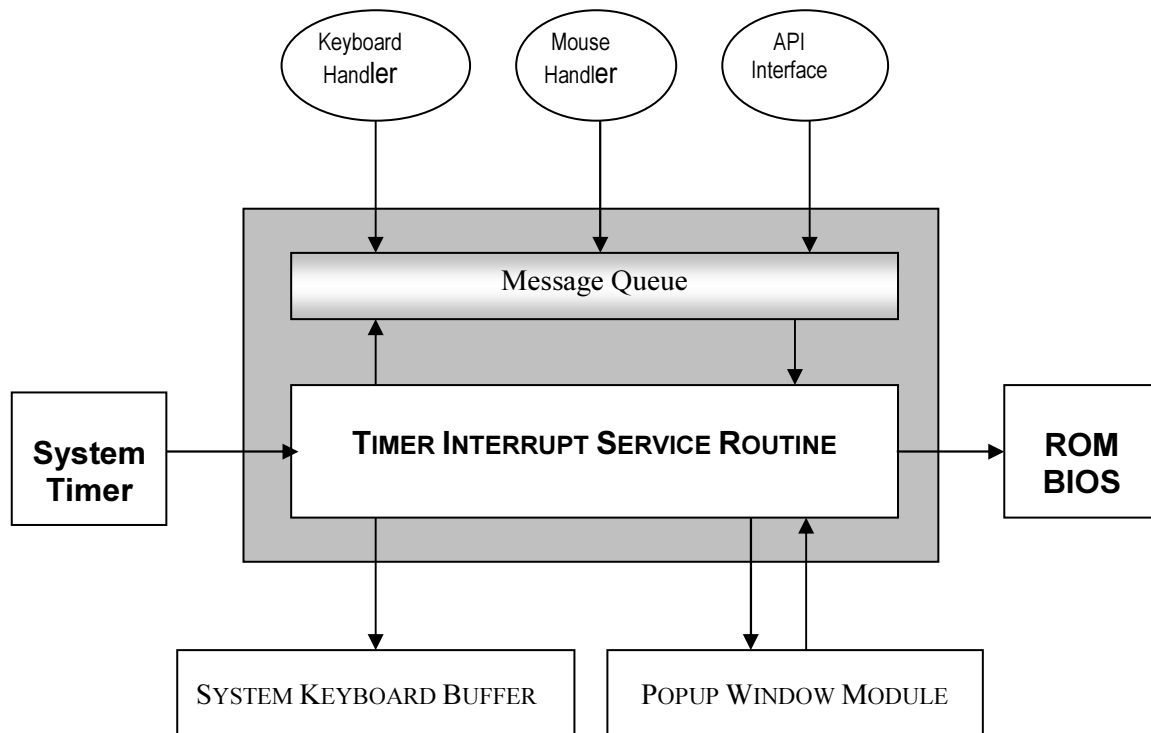 Keyboard
Handler
Mouse
Handler
API
Interface
Message Queue
System
Timer
TIMER INTERRUPT SERVICE ROUTINE
ROM
BIOS
SYSTEM KEYBOARD BUFFER
POPUP WINDOW MODULE